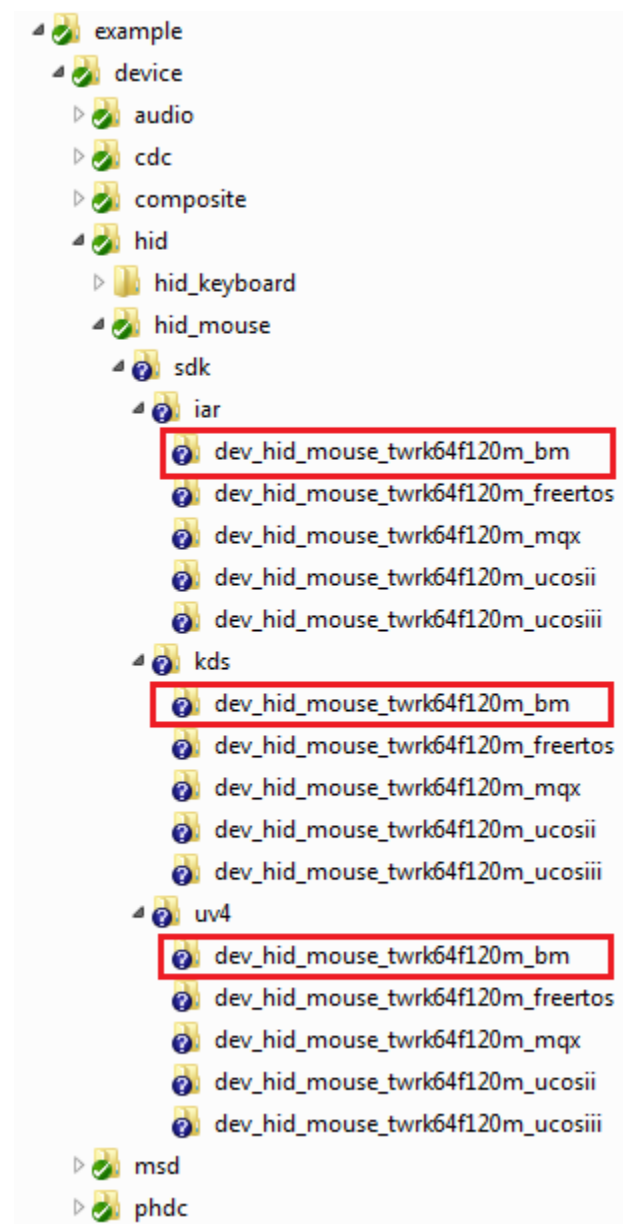 example
device
audio
cdc
composite
hid
hid_keyboard
hid_mouse
sdk
iar
dev_hid_mouse_twrk64f120m_bm
dev_hid_mouse_twrk64f120m_freertos
dev_hid_mouse_twrk64f120m_mqx
dev_hid_mouse_twrk64f120m_ucosii
dev_hid_mouse_twrk64f120m_ucosiii
kds
dev_hid_mouse_twrk64f120m_bm
dev_hid_mouse_twrk64f120m_freertos
dev_hid_mouse_twrk64f120m_mqx
dev_hid_mouse_twrk64f120m_ucosii
dev_hid_mouse_twrk64f120m_ucosiii
uv4
dev_hid_mouse_twrk64f120m_bm
dev_hid_mouse_twrk64f120m_freertos
dev_hid_mouse_twrk64f120m_mqx
dev_hid_mouse_twrk64f120m_ucosii
dev_hid_mouse_twrk64f120m_ucosiii
msd
phdc